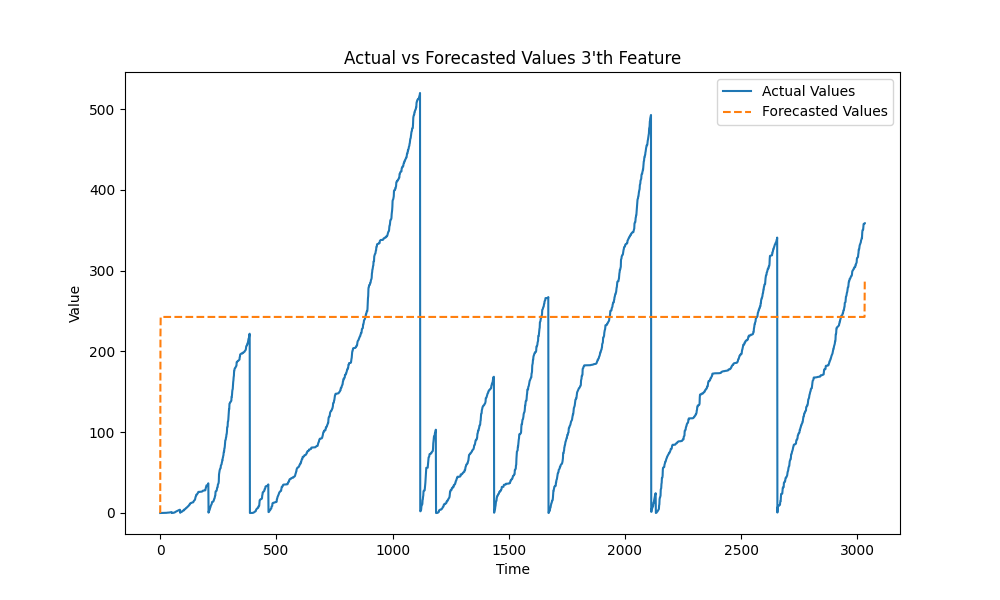 Actual vs Forecasted Values 3'th Feature
Actual Values
Forecasted Values
Value
500
400
300
200
100
0
0 500 1000 1500 2000 2500 3000
Time